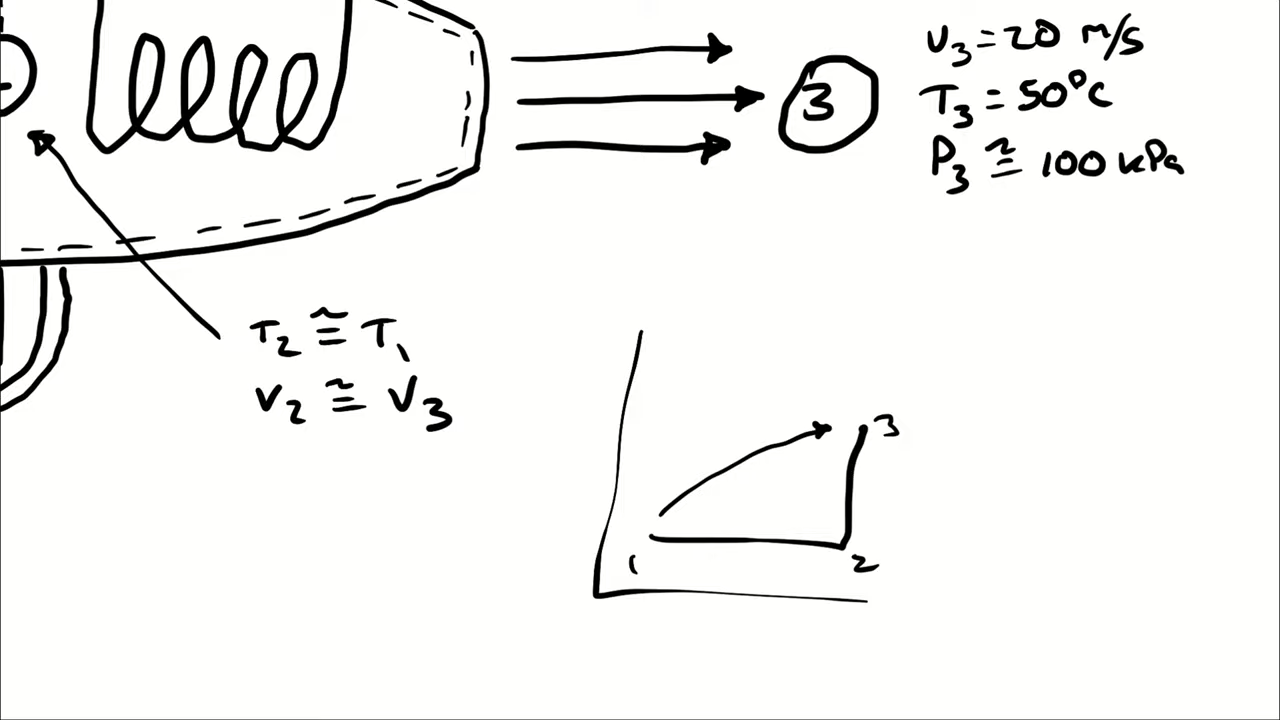 v₃ = 20 m/s
3
T₃ = 50°C
P₃ ≅ 100 kPa
T₂ ≅ T₁
v₂ ≅ v₃
3
1
2